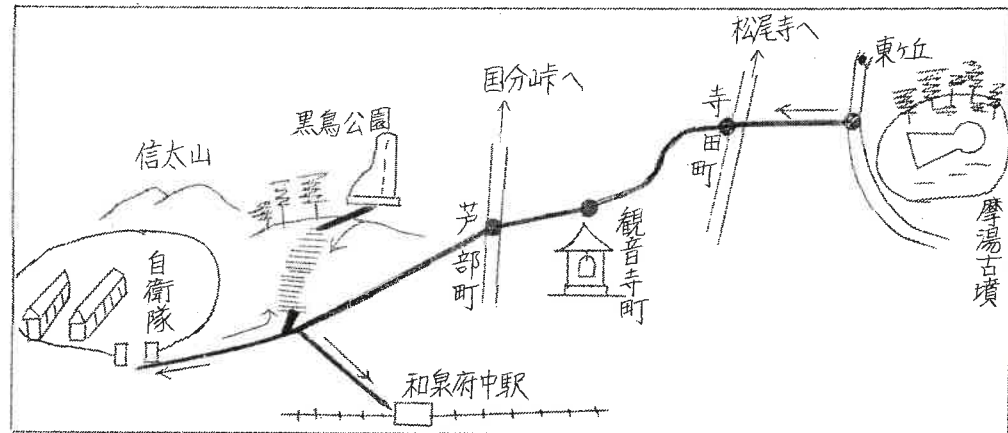 松尾寺へ
東ケ丘
国分峠へ
黒鳥公園
信太山
寺田町
芦部町
観音寺町
摩湯古墳
自衛隊
和泉府中駅